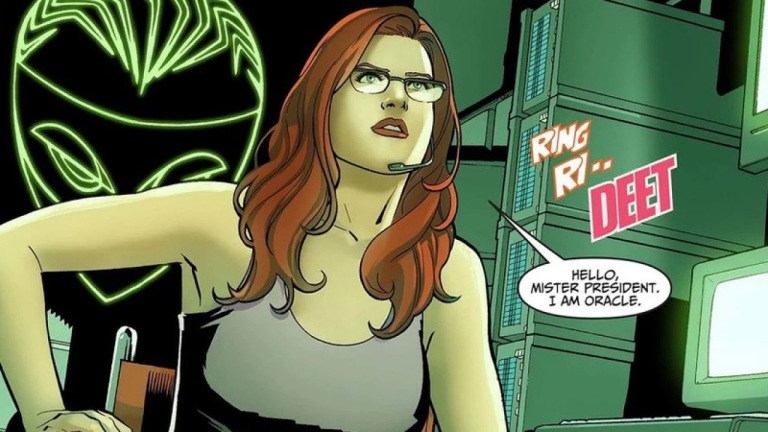 RING
RI..
DEET
HELLO,
MISTER PRESIDENT.
I AM ORACLE.